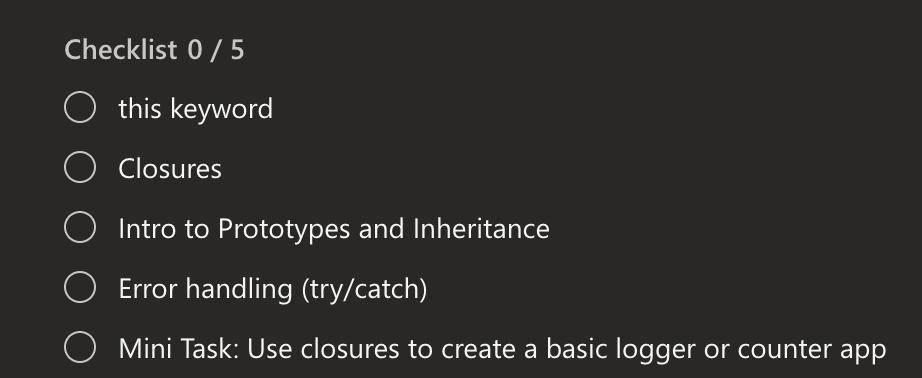 Checklist 0 / 5
this keyword
Closures
Intro to Prototypes and Inheritance
Error handling (try/catch)
Mini Task: Use closures to create a basic logger or counter app